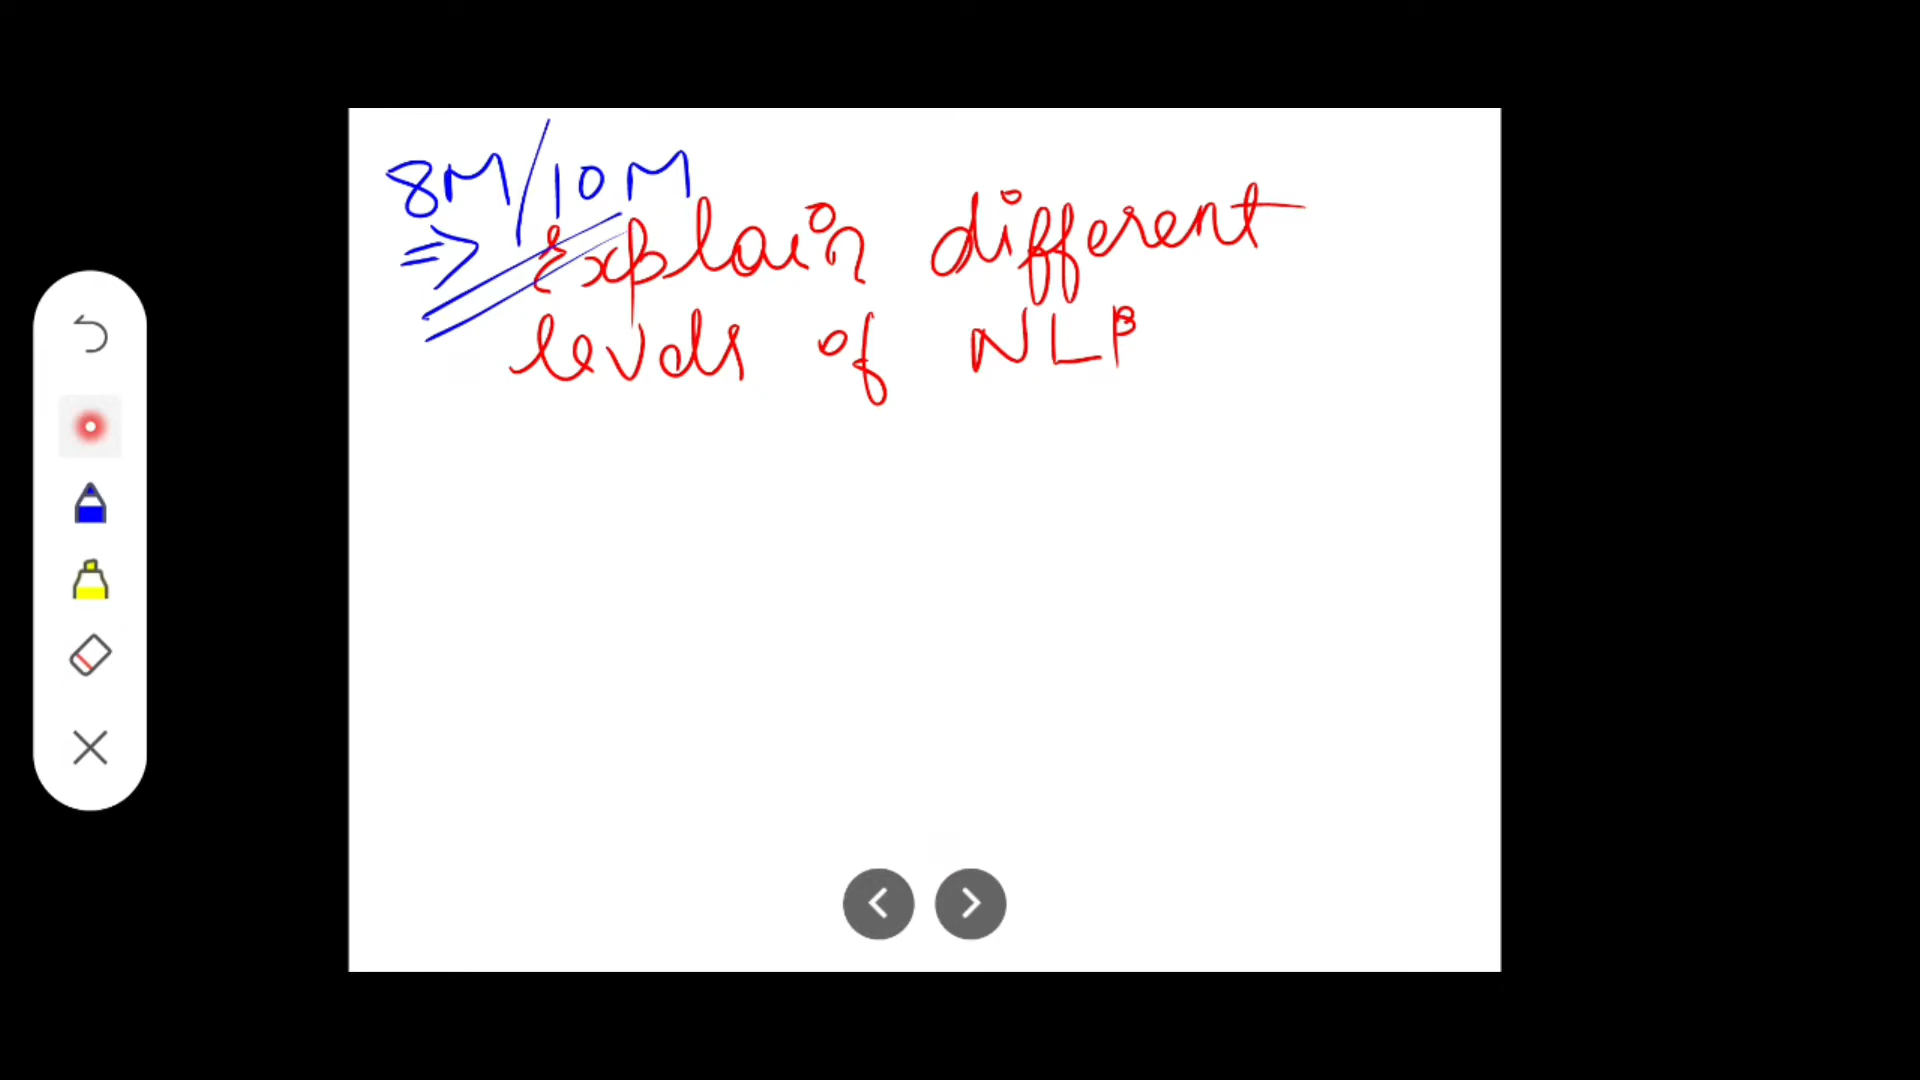 8M/10M
=> Explain different
levels of NLP